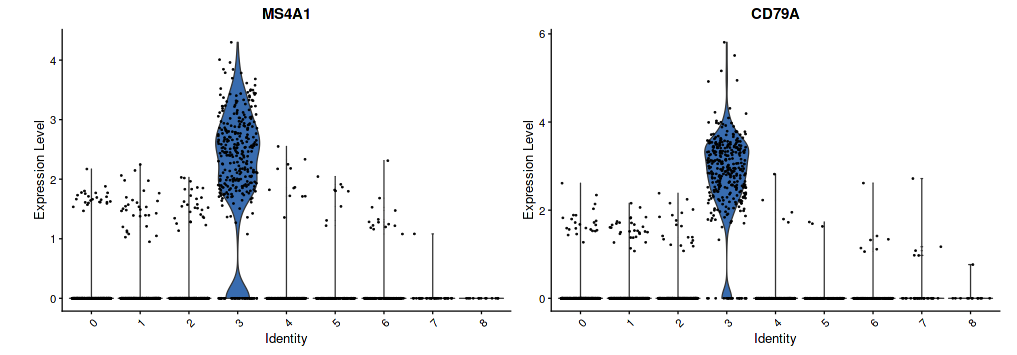 MS4A1
Expression Level
4
3
2
1
0
0 1 2 3 4 5 6 7 8
Identity
CD79A
Expression Level
6
4
2
0
0 1 2 3 4 5 6 7 8
Identity